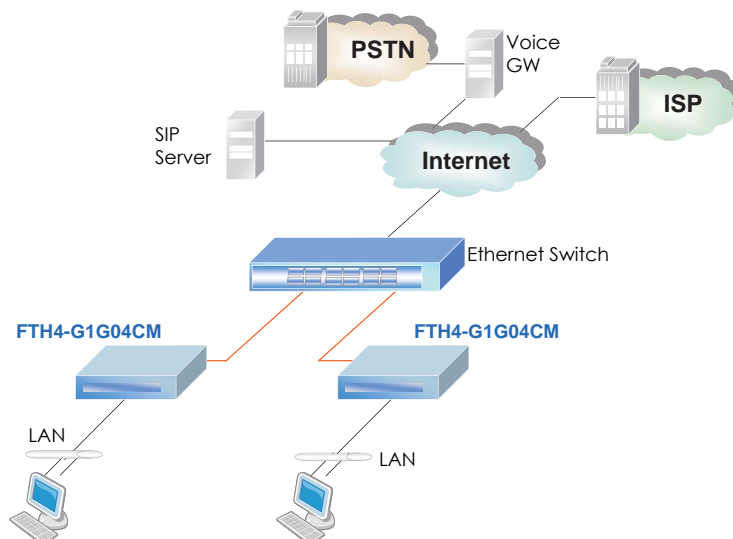 PSTN
Voice
GW
ISP
SIP
Server
Internet
Ethernet Switch
FTH4-G1G04CM
FTH4-G1G04CM
LAN
LAN